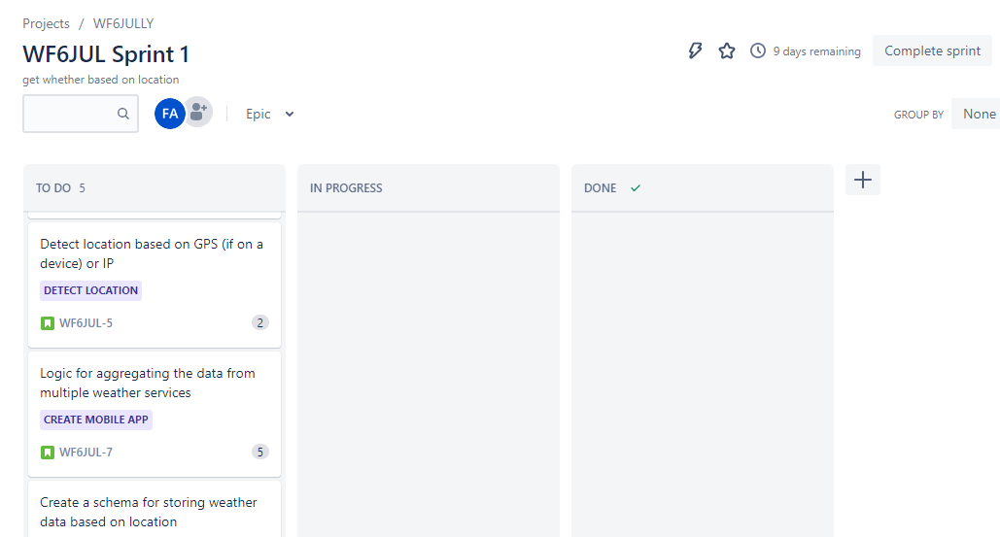 Projects / WF6JULLY
WF6JUL Sprint 1
9 days remaining
Complete sprint
get whether based on location
FA
Epic
GROUP BY
None
TO DO 5
IN PROGRESS
DONE
Detect location based on GPS (if on a
device) or IP
DETECT LOCATION
WF6JUL-5
2
Logic for aggregating the data from
multiple weather services
CREATE MOBILE APP
WF6JUL-7
5
Create a schema for storing weather
data based on location